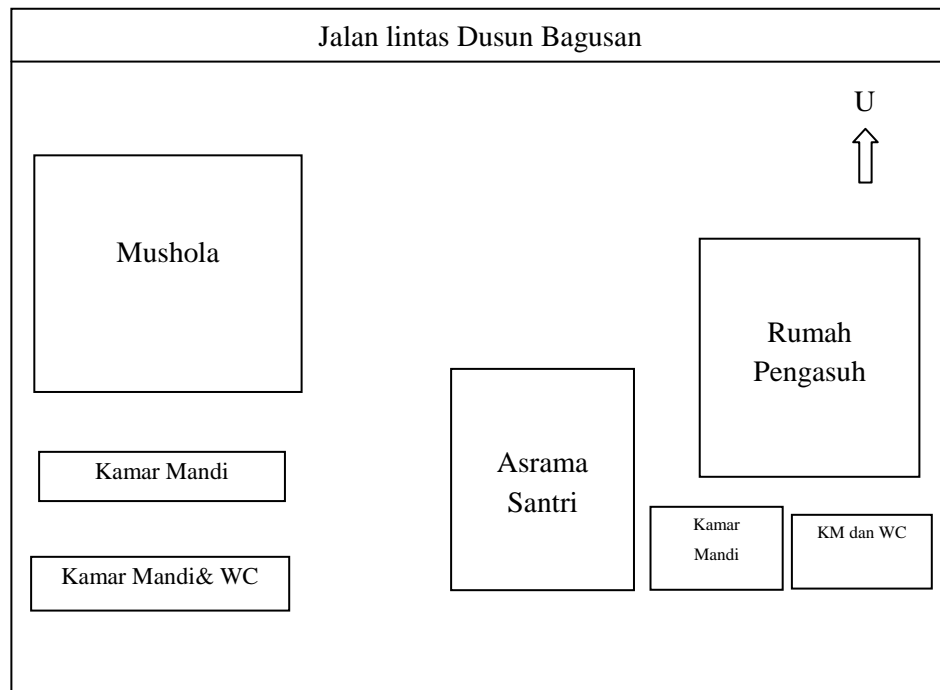 Jalan lintas Dusun Bagusan
U
Mushola
Rumah
Pengasuh
Asrama
Santri
Kamar Mandi
Kamar Mandi& WC
Kamar
Mandi
KM dan WC